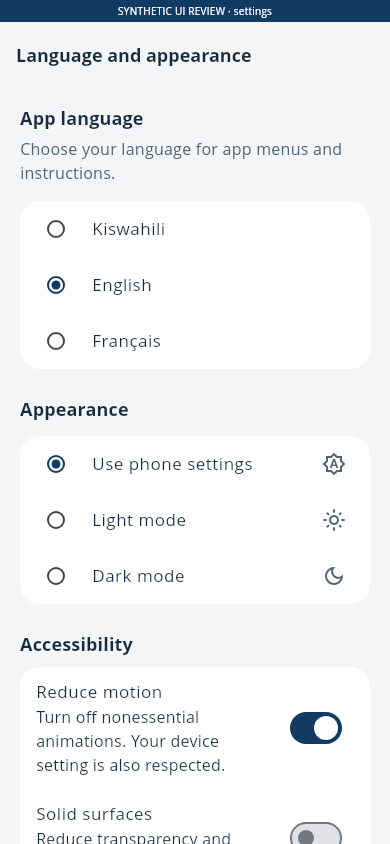 SYNTHETIC UI REVIEW · settings
Language and appearance
App language
Choose your language for app menus and
instructions.
Kiswahili
English
Français
Appearance
Use phone settings
A
Light mode
Dark mode
Accessibility
Reduce motion
Turn off nonessential
animations. Your device
setting is also respected.
Solid surfaces
Reduce transparency and